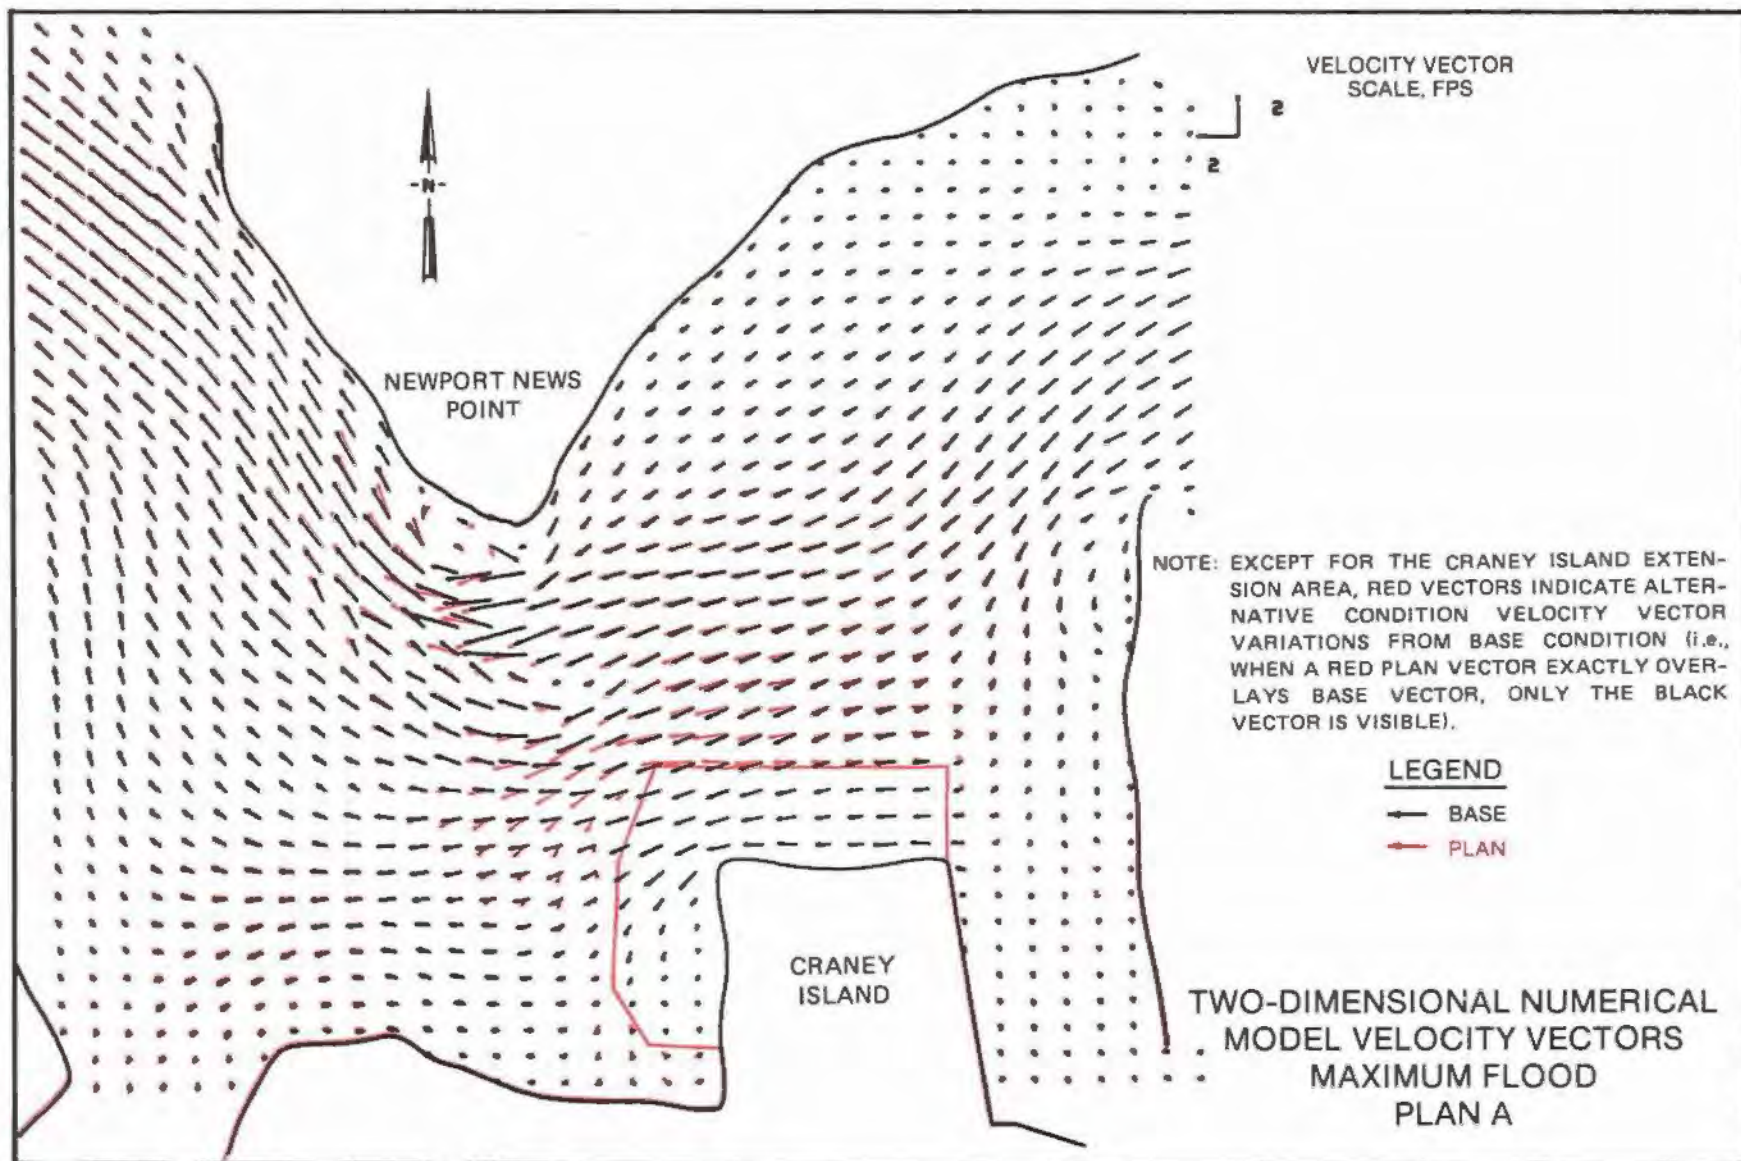 VELOCITY VECTOR
SCALE, FPS
2
2
-N-
NEWPORT NEWS
POINT
NOTE: EXCEPT FOR THE CRANEY ISLAND EXTEN-
SION AREA, RED VECTORS INDICATE ALTER-
NATIVE CONDITION VELOCITY VECTOR
VARIATIONS FROM BASE CONDITION (i.e.,
WHEN A RED PLAN VECTOR EXACTLY OVER-
LAYS BASE VECTOR, ONLY THE BLACK
VECTOR IS VISIBLE).
LEGEND
BASE
PLAN
CRANEY
ISLAND
TWO-DIMENSIONAL NUMERICAL
MODEL VELOCITY VECTORS
MAXIMUM FLOOD
PLAN A